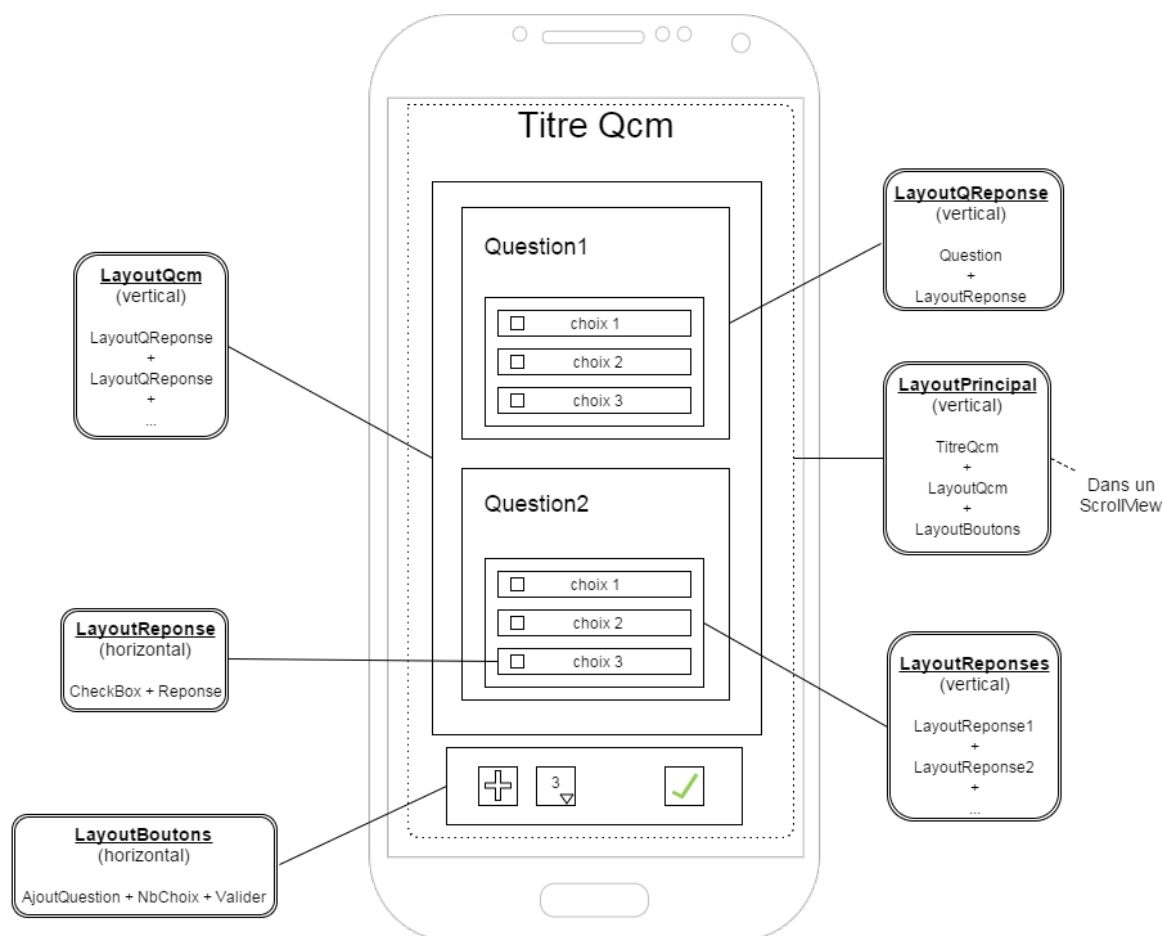 Titre Qcm
Question1
choix 1
choix 2
choix 3
Question2
choix 1
choix 2
choix 3
3
LayoutQcm
(vertical)
LayoutQReponse
+
LayoutQReponse
+
...
LayoutReponse
(horizontal)
CheckBox + Reponse
LayoutBoutons
(horizontal)
AjoutQuestion + NbChoix + Valider
LayoutQReponse
(vertical)
Question
+
LayoutReponse
LayoutPrincipal
(vertical)
TitreQcm
+
LayoutQcm
+
LayoutBoutons
Dans un
ScrollView
LayoutReponses
(vertical)
LayoutReponse1
+
LayoutReponse2
+
...